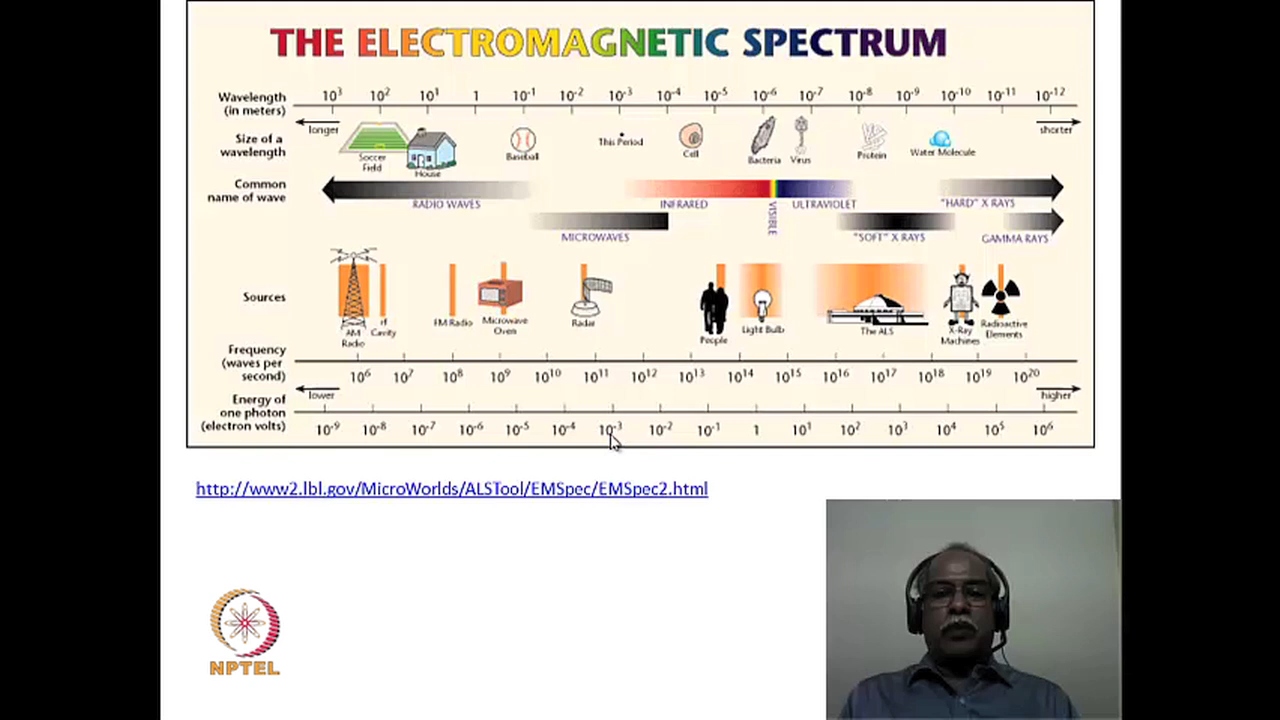 THE ELECTROMAGNETIC SPECTRUM
Wavelength (in meters)
10³ 10² 10¹ 1 10⁻¹ 10⁻² 10⁻³ 10⁻⁴ 10⁻⁵ 10⁻⁶ 10⁻⁷ 10⁻⁸ 10⁻⁹ 10⁻¹⁰ 10⁻¹¹ 10⁻¹²
longer shorter
Size of a wavelength
Soccer Field House Baseball This Period Cell Bacteria Virus Protein Water Molecule
Common name of wave
RADIO WAVES INFRARED VISIBLE ULTRAVIOLET "HARD" X RAYS
MICROWAVES "SOFT" X RAYS GAMMA RAYS
Sources
AM Radio rf Cavity FM Radio Microwave Oven Radar People Light Bulb The ALS X-Ray Machines Radioactive Elements
Frequency (waves per second)
10⁶ 10⁷ 10⁸ 10⁹ 10¹⁰ 10¹¹ 10¹² 10¹³ 10¹⁴ 10¹⁵ 10¹⁶ 10¹⁷ 10¹⁸ 10¹⁹ 10²⁰
lower higher
Energy of one photon (electron volts)
10⁻⁹ 10⁻⁸ 10⁻⁷ 10⁻⁶ 10⁻⁵ 10⁻⁴ 10⁻³ 10⁻² 10⁻¹ 1 10¹ 10² 10³ 10⁴ 10⁵ 10⁶
http://www2.lbl.gov/MicroWorlds/ALSTool/EMSpec/EMSpec2.html
NPTEL